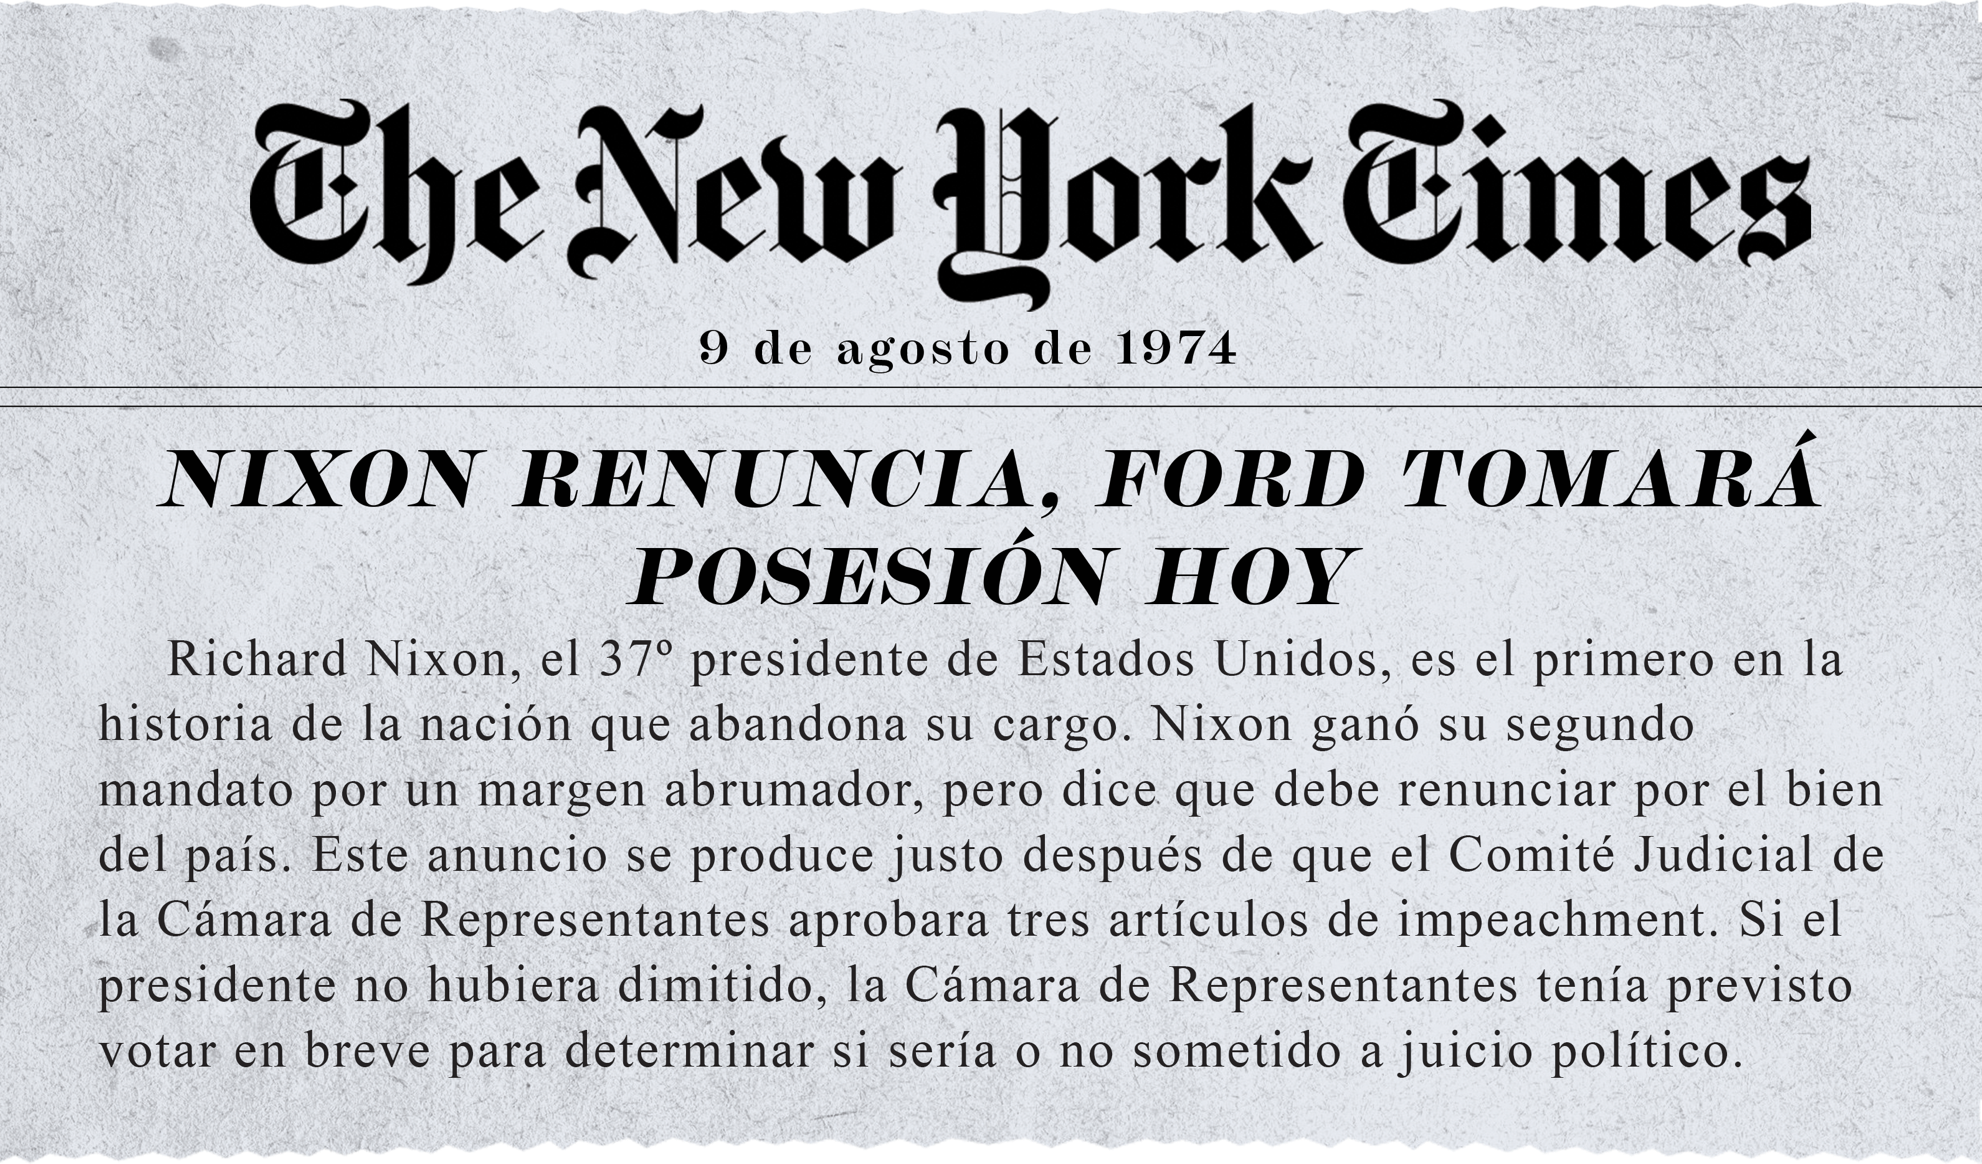 The New York Times
9 de agosto de 1974
NIXON RENUNCIA, FORD TOMARÁ
POSESIÓN HOY
Richard Nixon, el 37º presidente de Estados Unidos, es el primero en la
historia de la nación que abandona su cargo. Nixon ganó su segundo
mandato por un margen abrumador, pero dice que debe renunciar por el bien
del país. Este anuncio se produce justo después de que el Comité Judicial de
la Cámara de Representantes aprobara tres artículos de impeachment. Si el
presidente no hubiera dimitido, la Cámara de Representantes tenía previsto
votar en breve para determinar si sería o no sometido a juicio político.